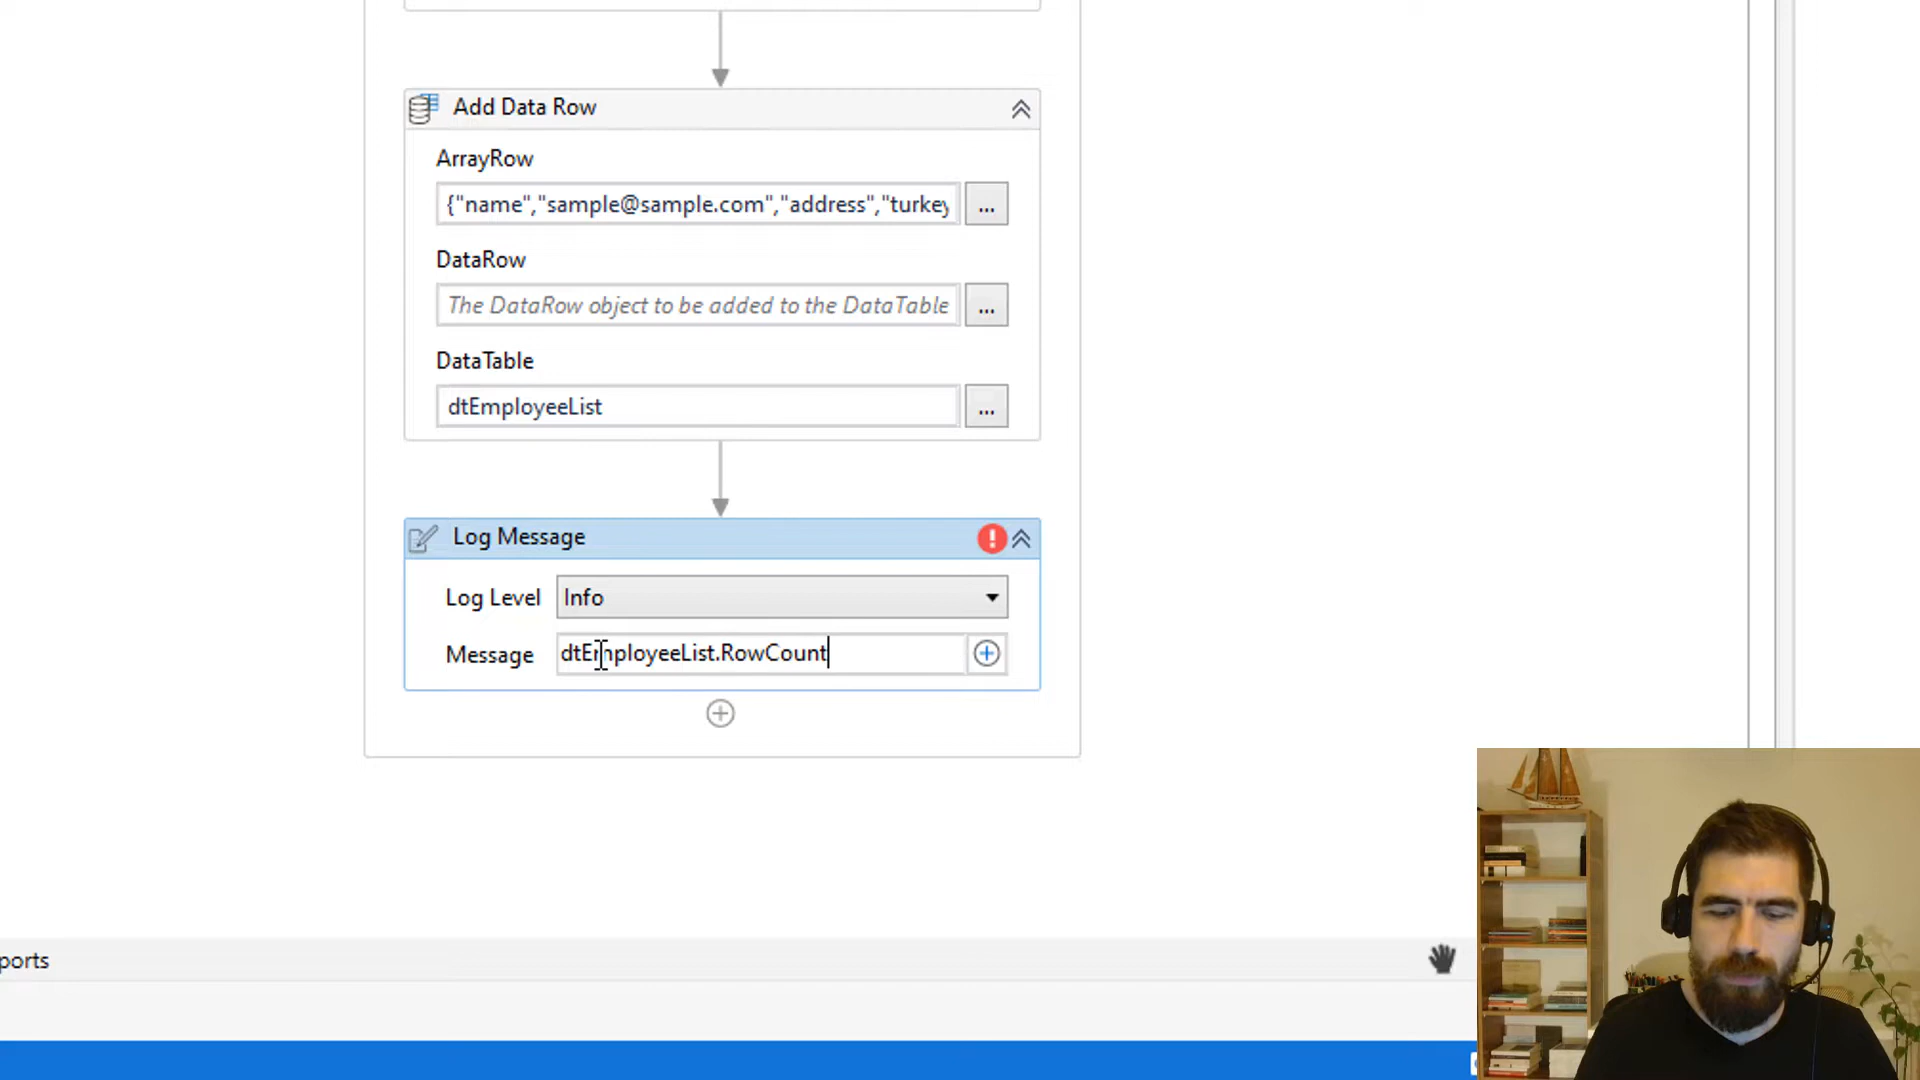 Add Data Row
ArrayRow
{"name","sample@sample.com","address","turkey
...
DataRow
The DataRow object to be added to the DataTable
...
DataTable
dtEmployeeList
...
Log Message
Log Level Info
Message dtEmployeeList.RowCount
ports